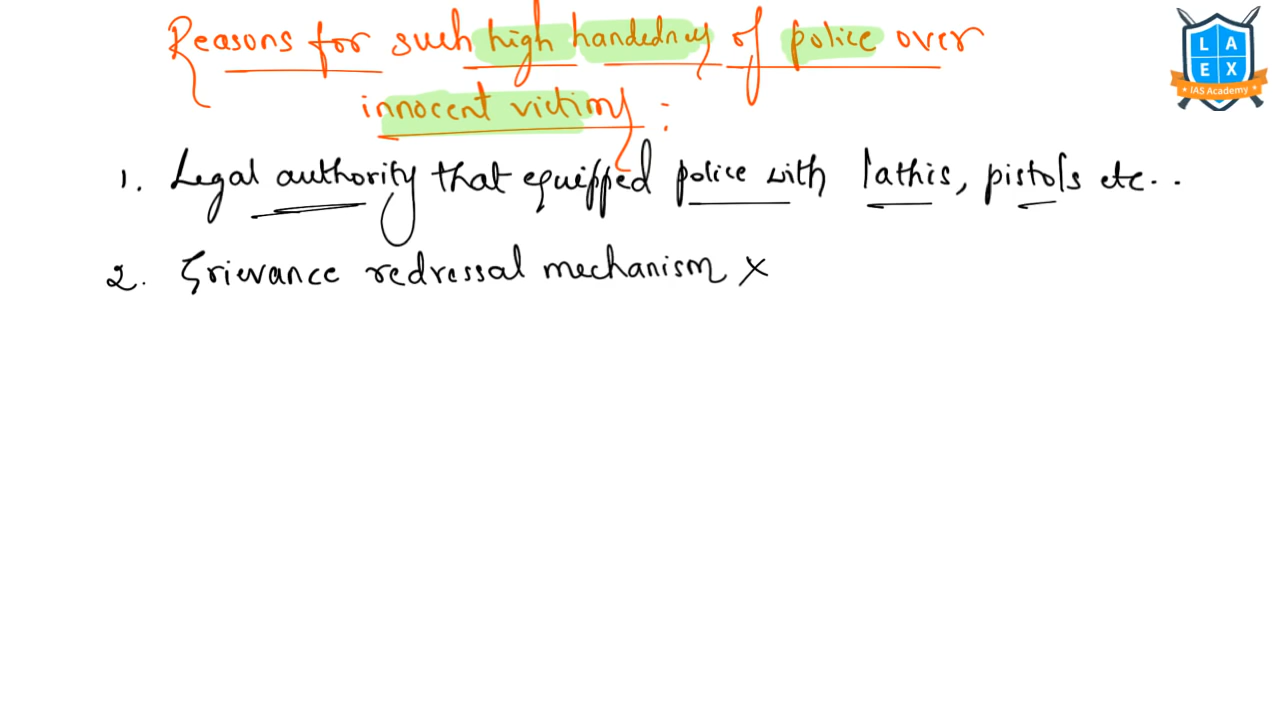 Reasons for such high handedness of police over
innocent victims :
1. Legal authority that equipped police with lathis, pistols etc..
2. Grievance redressal mechanism X
L A
E X
IAS Academy